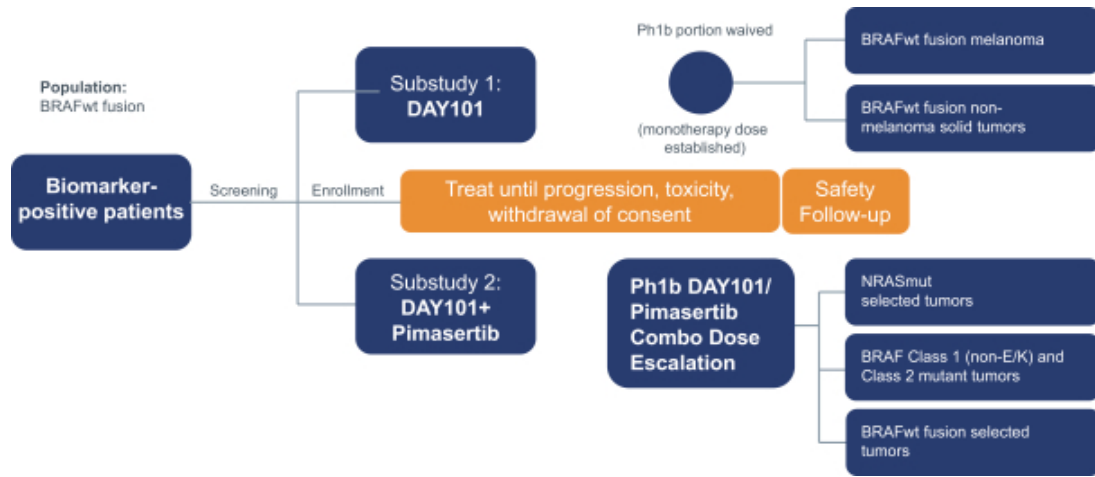 Population:
BRAFwt fusion
Biomarker-
positive patients
Screening
Enrollment
Substudy 1:
DAY101
Ph1b portion waived
(monotherapy dose
established)
BRAFwt fusion melanoma
BRAFwt fusion non-
melanoma solid tumors
Treat until progression, toxicity,
withdrawal of consent
Safety
Follow-up
Substudy 2:
DAY101+
Pimasertib
Ph1b DAY101/
Pimasertib
Combo Dose
Escalation
NRASmut
selected tumors
BRAF Class 1 (non-E/K) and
Class 2 mutant tumors
BRAFwt fusion selected
tumors